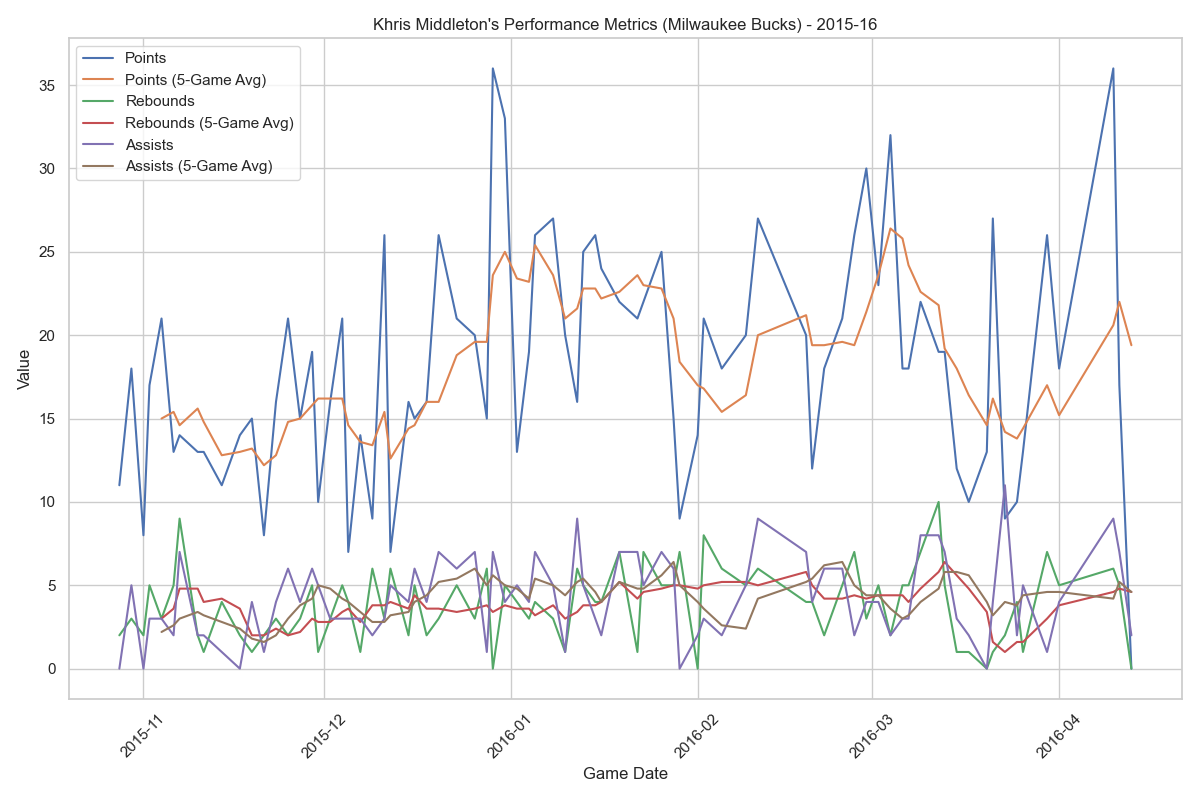 Khris Middleton's Performance Metrics (Milwaukee Bucks) - 2015-16
Points
Points (5-Game Avg)
Rebounds
Rebounds (5-Game Avg)
Assists
Assists (5-Game Avg)
Value
35
30
25
20
15
10
5
0
2015-11
2015-12
2016-01
2016-02
2016-03
2016-04
Game Date